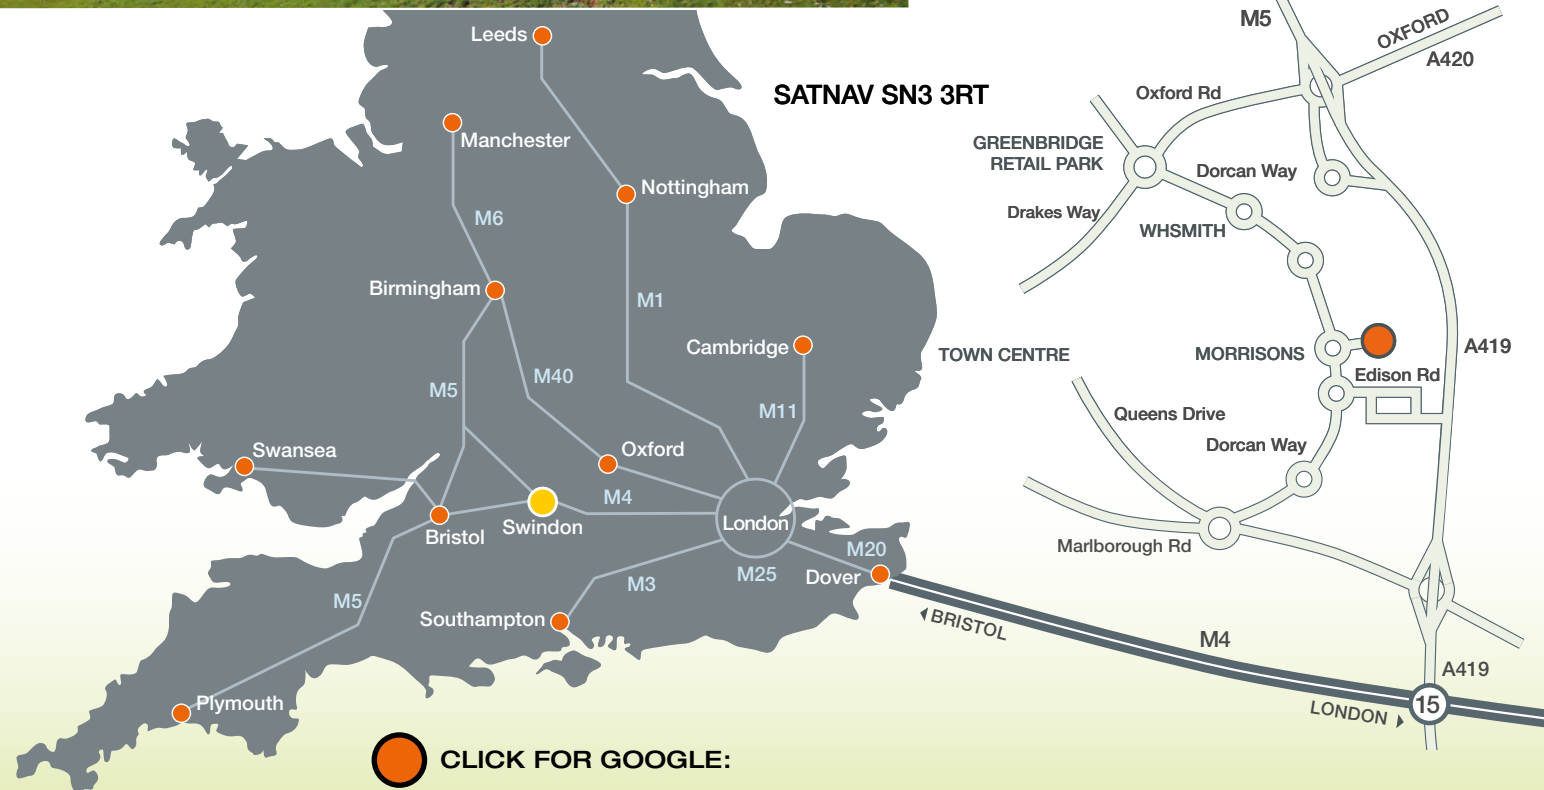 Leeds
Manchester
Nottingham
M6
Birmingham
M1
Cambridge
M40
M5
M11
Swansea
Oxford
M4
Swindon
London
Bristol
M20
Dover
M25
M3
M5
Southampton
Plymouth
CLICK FOR GOOGLE:
SATNAV SN3 3RT
M5
OXFORD
A420
Oxford Rd
GREENBRIDGE
RETAIL PARK
Dorcan Way
Drakes Way
WHSMITH
TOWN CENTRE
MORRISONS
A419
Edison Rd
Queens Drive
Dorcan Way
Marlborough Rd
BRISTOL
M4
A419
15
LONDON